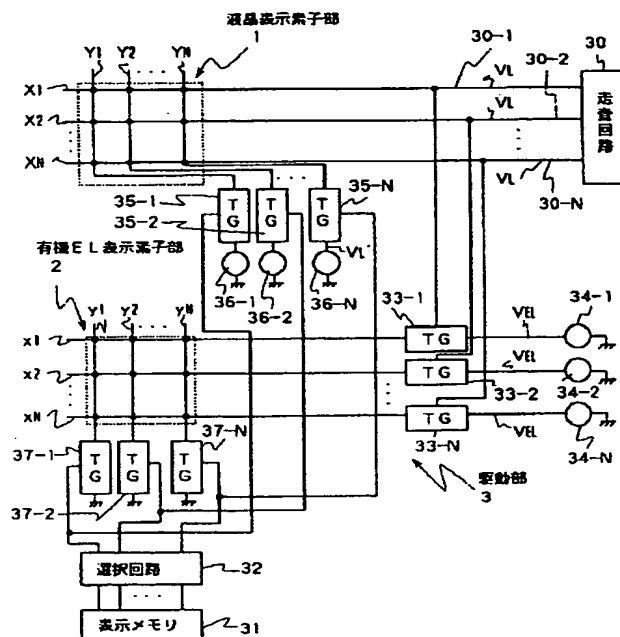 液晶表示素子部
1
Y1 Y2 ···· YN
30-1
VL
30-2
30
X1
X2
XN
VL
VL
30-N
走査回路
35-1
35-2
35-N
TG
TG
TG
VL'
36-1
36-2
36-N
有機EL表示素子部
2
Y1 Y2 ···· YN
x1
x2
xN
33-1
TG
VEL
34-1
TG
VEL
34-2
33-2
TG
VEL
33-N
34-N
37-1
TG
TG
37-N
TG
37-2
駆動部
3
選択回路
32
表示メモリ
31